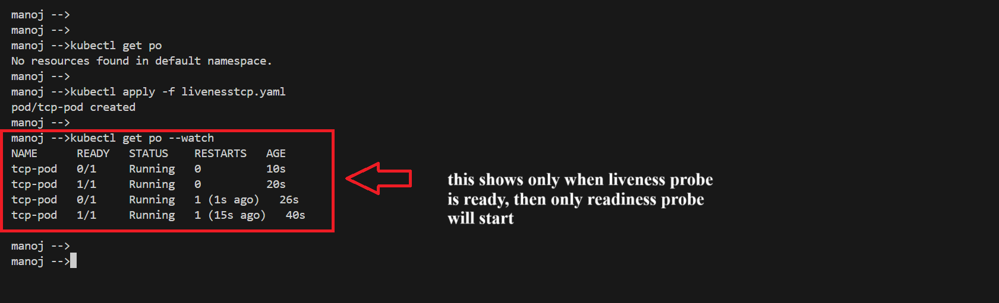 manoj -->
manoj -->
manoj -->kubectl get po
No resources found in default namespace.
manoj -->
manoj -->kubectl apply -f livenesstcp.yaml
pod/tcp-pod created
manoj -->
manoj -->kubectl get po --watch
NAME      READY   STATUS    RESTARTS   AGE
tcp-pod   0/1     Running   0          10s
tcp-pod   1/1     Running   0          20s
tcp-pod   0/1     Running   1 (1s ago)   26s
tcp-pod   1/1     Running   1 (15s ago)   40s
manoj -->
manoj -->
this shows only when liveness probe
is ready, then only readiness probe
will start